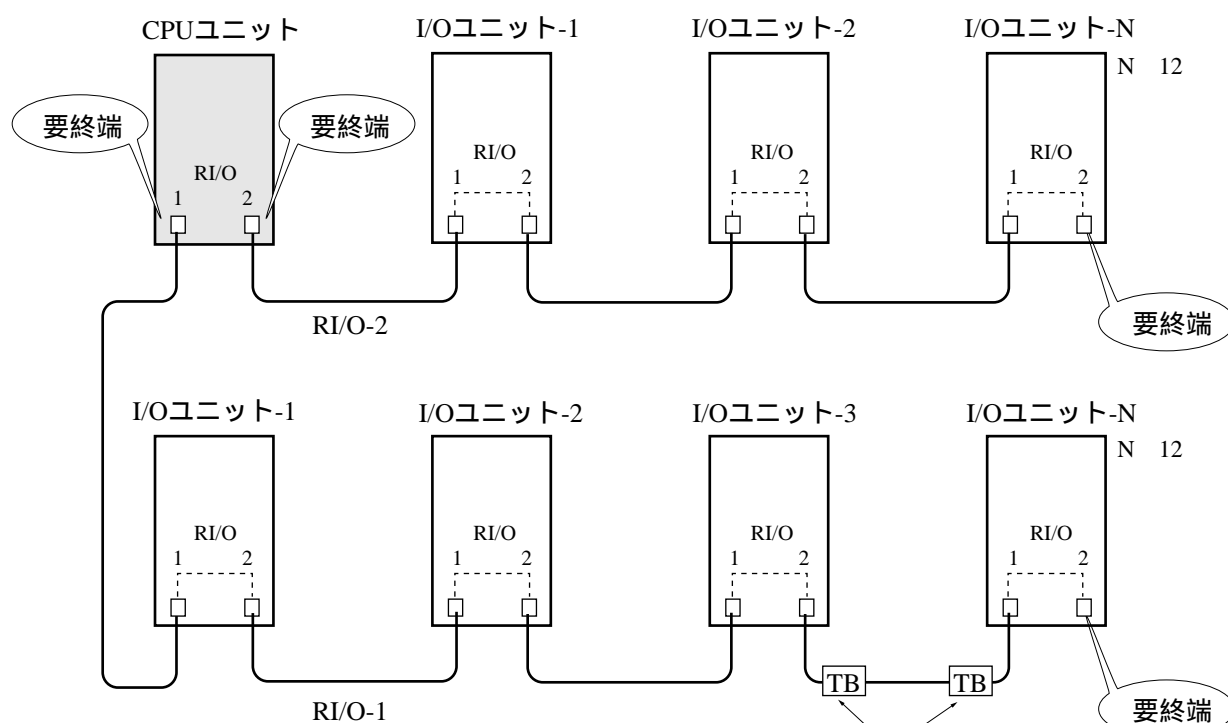 CPUユニット
I/Oユニット-1
I/Oユニット-2
I/Oユニット-N
N 12
要終端
要終端
RI/O
1 2
RI/O
1 2
RI/O
1 2
RI/O
1 2
要終端
RI/O-2
I/Oユニット-1
I/Oユニット-2
I/Oユニット-3
I/Oユニット-N
N 12
RI/O
1 2
RI/O
1 2
RI/O
1 2
RI/O
1 2
TB
TB
要終端
RI/O-1